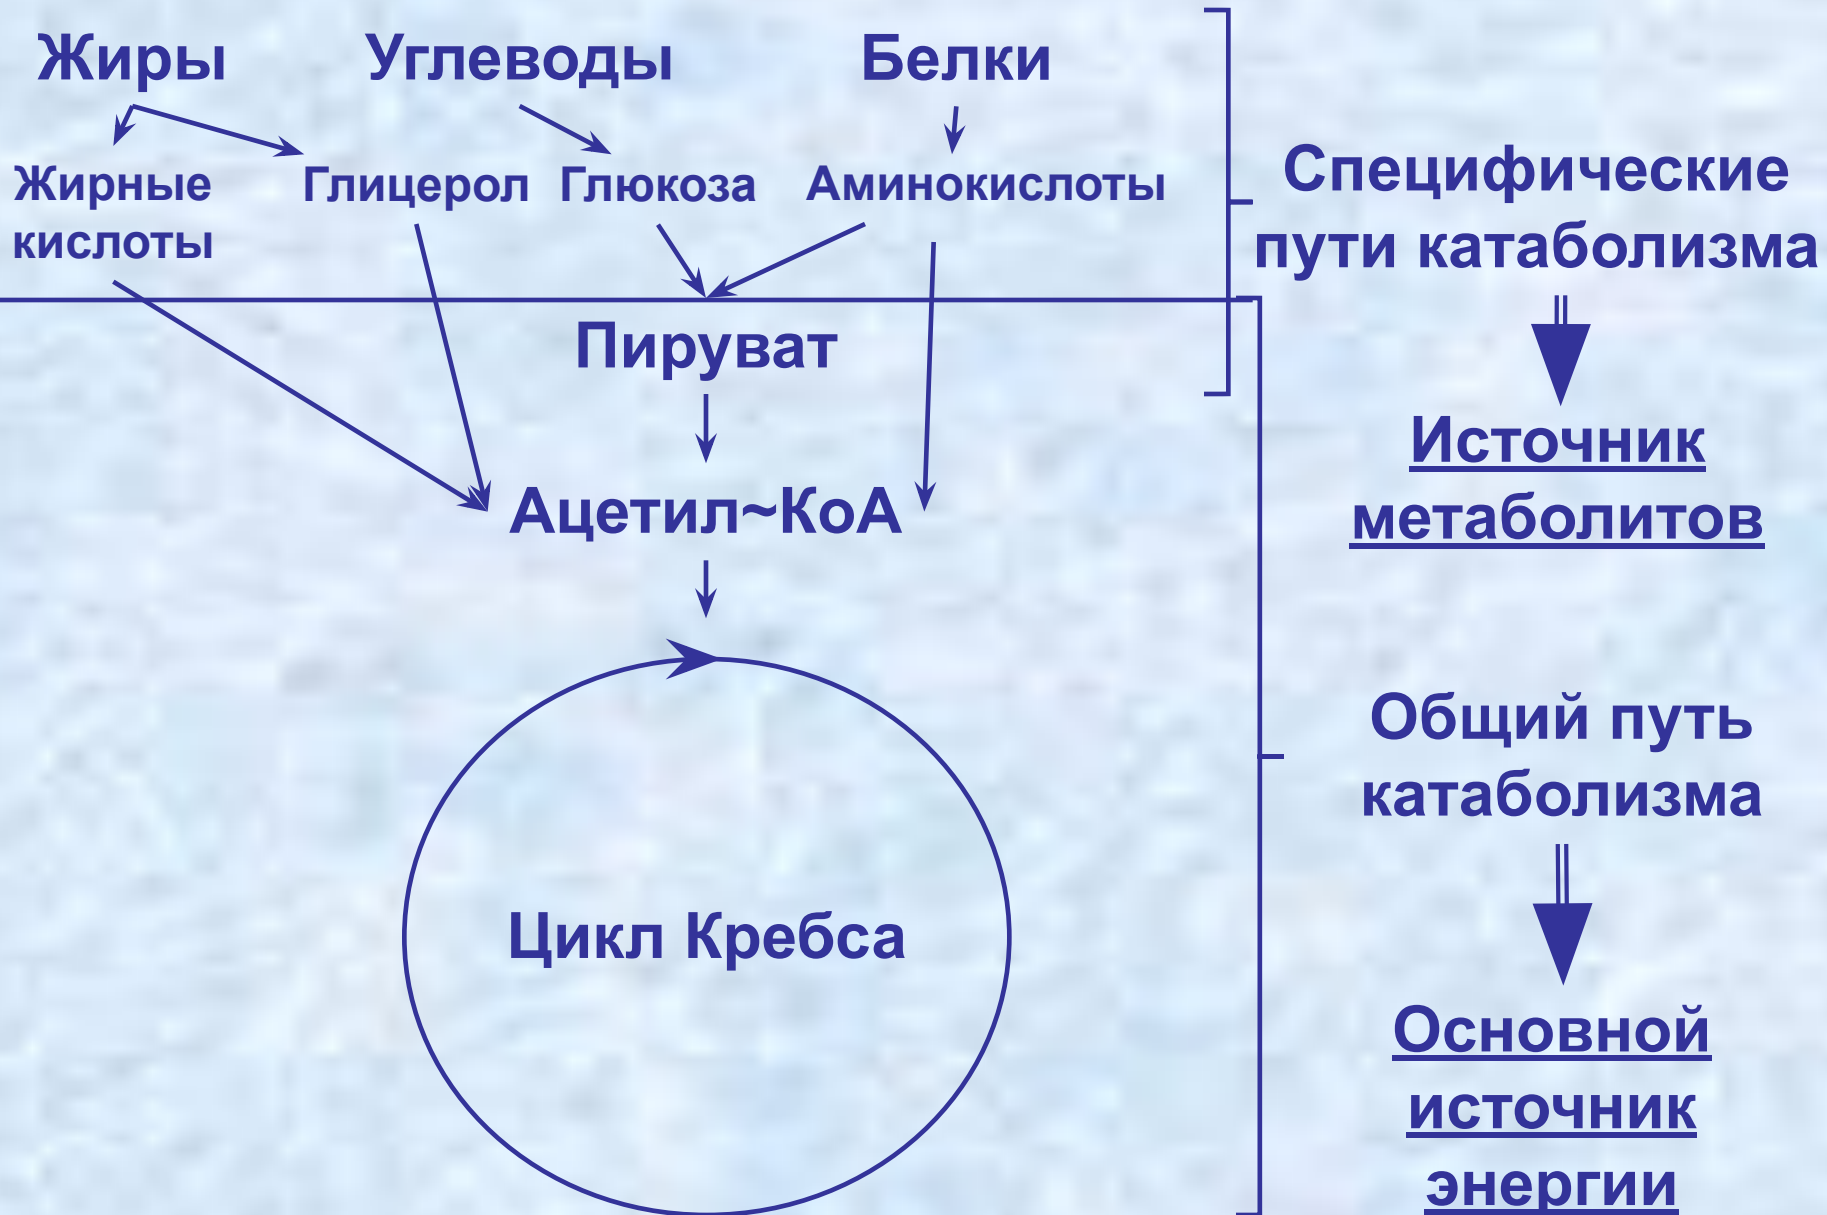 Жиры Углеводы Белки
Жирные
кислоты
Глицерол Глюкоза Аминокислоты
Пируват
Ацетил~КоА
Цикл Кребса
Специфические
пути катаболизма
Источник
метаболитов
Общий путь
катаболизма
Основной
источник
энергии